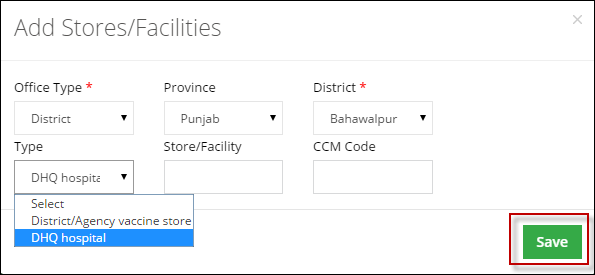 Add Stores/Facilities ×
Office Type * Province District *
District Punjab Bahawalpur
Type Store/Facility CCM Code
DHQ hospita
Select
District/Agency vaccine store
DHQ hospital
Save